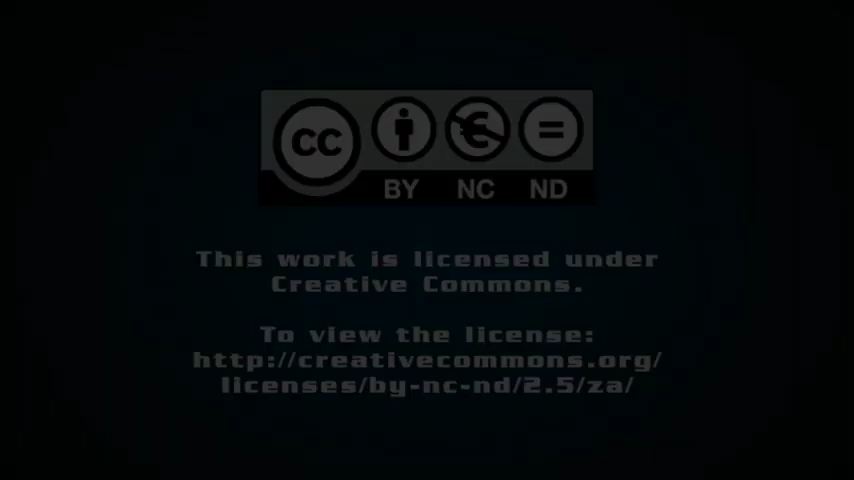 CC
BY NC ND
This work is licensed under
Creative Commons.
To view the license:
http://creativecommons.org/
licenses/by-nc-nd/2.5/za/